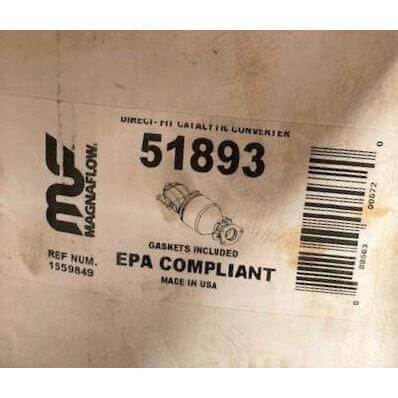 DIRECT-FIT CATALYTIC CONVERTER
51893
MF
MAGNAFLOW
REF NUM.
1559849
GASKETS INCLUDED
EPA COMPLIANT
MADE IN USA